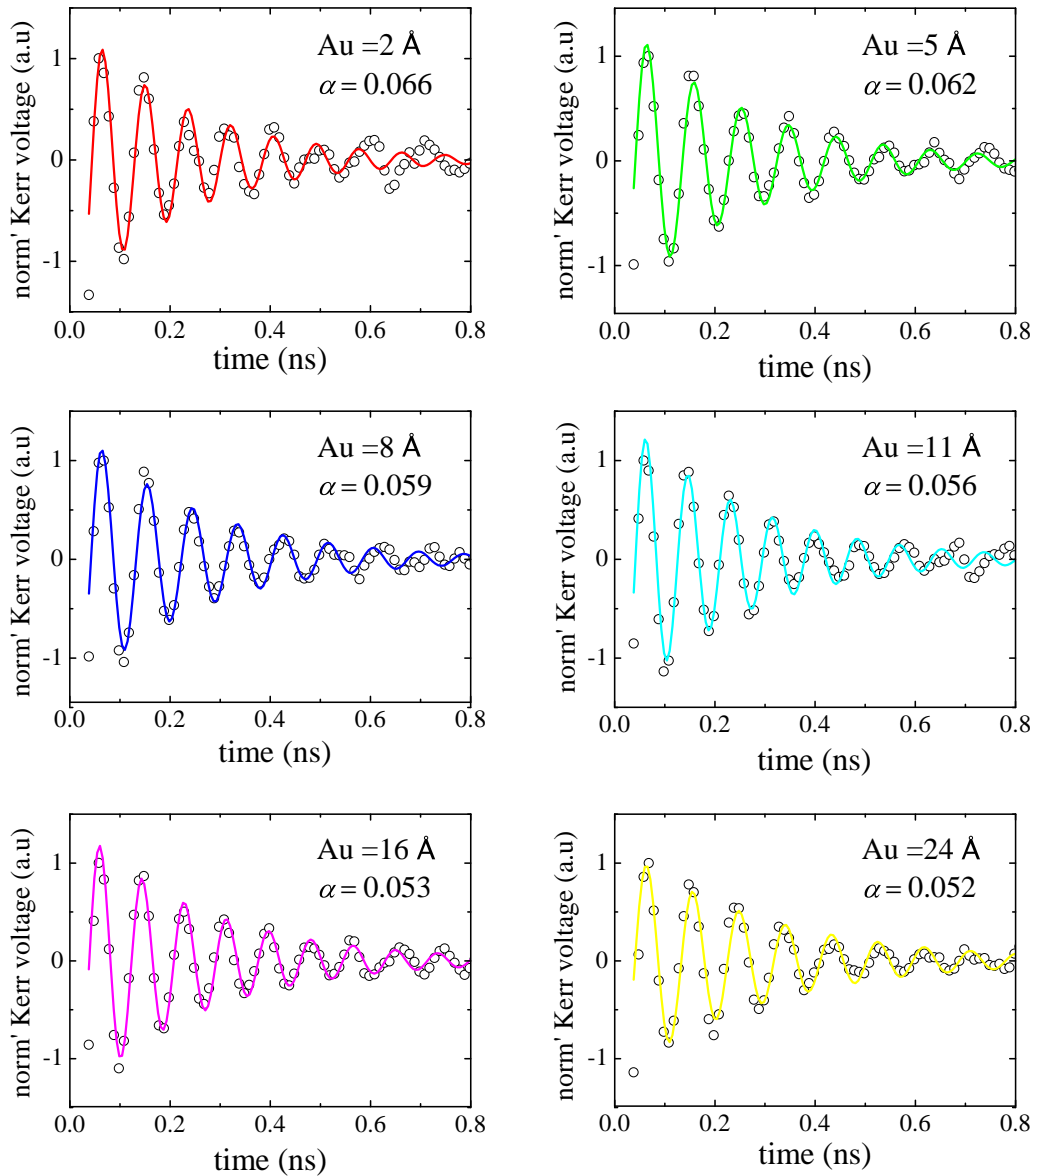 Au =2 Å
α = 0.066
norm' Kerr voltage (a.u)
1
0
-1
0.0 0.2 0.4 0.6 0.8
time (ns)
Au =5 Å
α = 0.062
norm' Kerr voltage (a.u)
1
0
-1
0.0 0.2 0.4 0.6 0.8
time (ns)
Au =8 Å
α = 0.059
norm' Kerr voltage (a.u)
1
0
-1
0.0 0.2 0.4 0.6 0.8
time (ns)
Au =11 Å
α = 0.056
norm' Kerr voltage (a.u)
1
0
-1
0.0 0.2 0.4 0.6 0.8
time (ns)
Au =16 Å
α = 0.053
norm' Kerr voltage (a.u)
1
0
-1
0.0 0.2 0.4 0.6 0.8
time (ns)
Au =24 Å
α = 0.052
norm' Kerr voltage (a.u)
1
0
-1
0.0 0.2 0.4 0.6 0.8
time (ns)